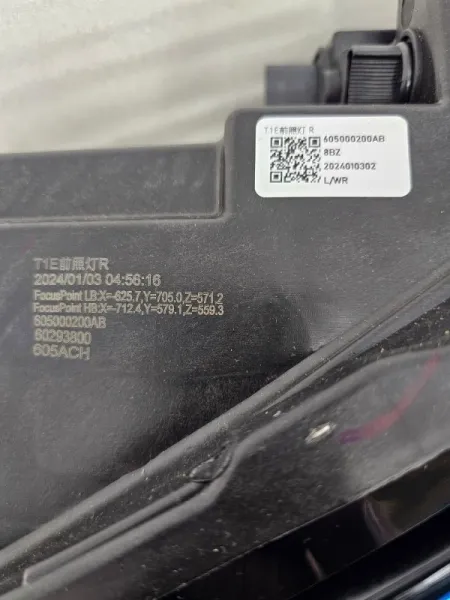 T1E前照灯 R
605000200AB
8BZ
2024010302
L/WR
T1E前照灯R
2024/01/03 04:56:16
FocusPoint LB:X=-625.7,Y=705.0,Z=571.2
FocusPoint HB:X=-712.4,Y=579.1,Z=559.3
605000200AB
60293800
605ACH